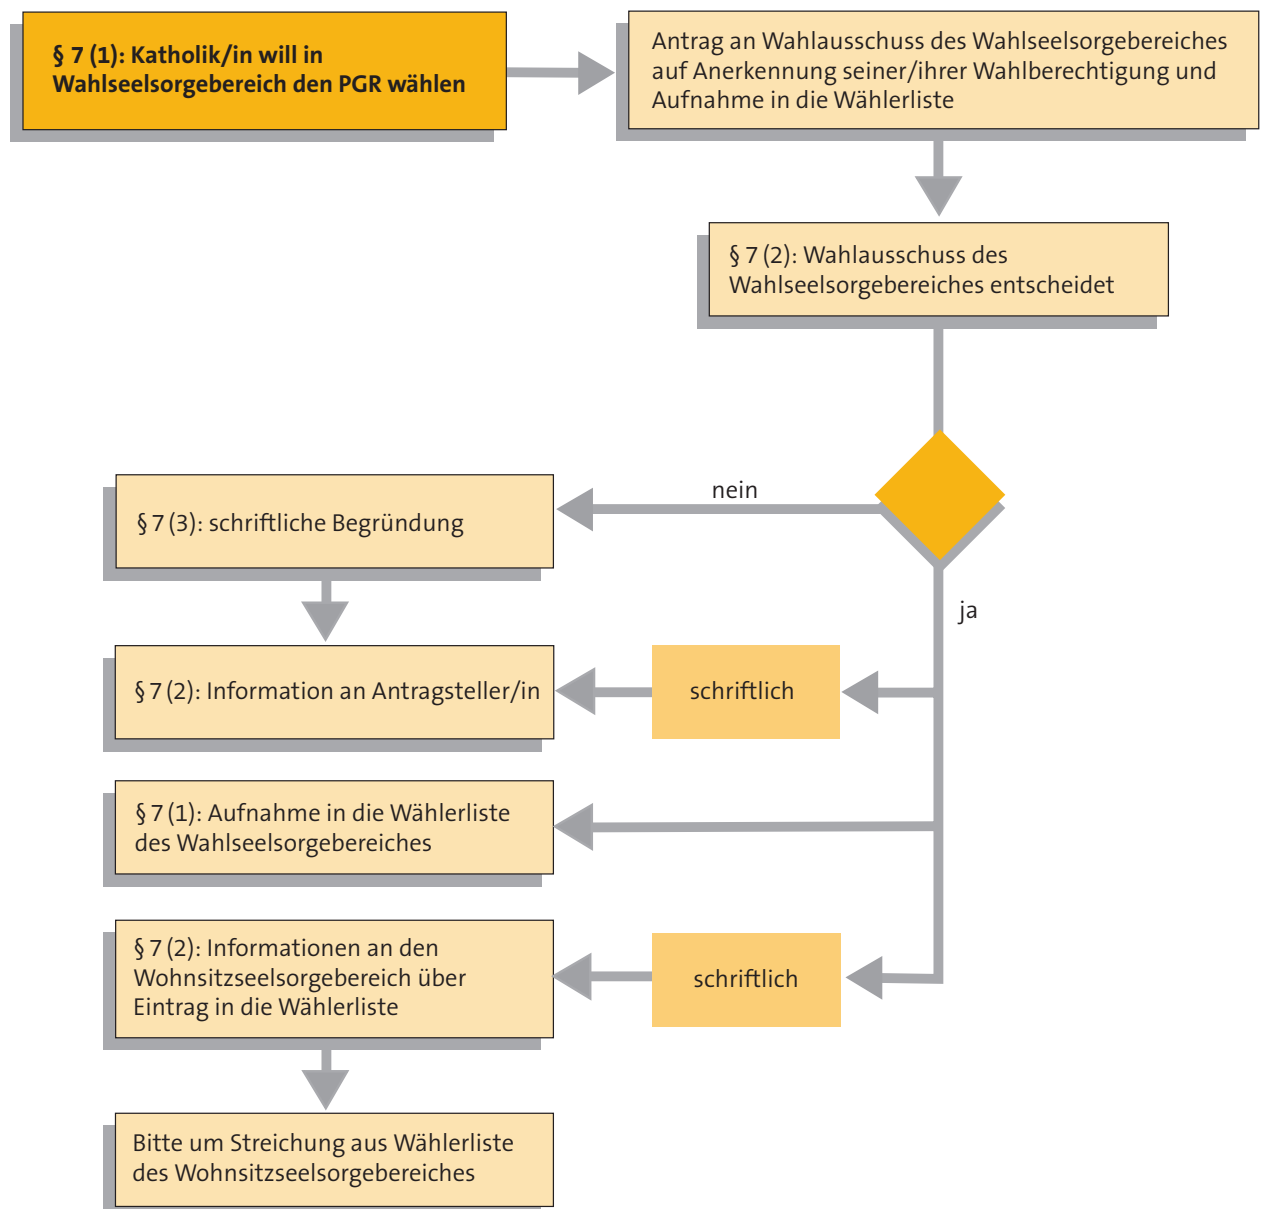 § 7 (1): Katholik/in will in
Wahlseelsorgebereich den PGR wählen
Antrag an Wahlausschuss des Wahlseelsorgebereiches
auf Anerkennung seiner/ihrer Wahlberechtigung und
Aufnahme in die Wählerliste
§ 7 (2): Wahlausschuss des
Wahlseelsorgebereiches entscheidet
nein
§ 7 (3): schriftliche Begründung
ja
§ 7 (2): Information an Antragsteller/in
schriftlich
§ 7 (1): Aufnahme in die Wählerliste
des Wahlseelsorgebereiches
§ 7 (2): Informationen an den
Wohnsitzseelsorgebereich über
Eintrag in die Wählerliste
schriftlich
Bitte um Streichung aus Wählerliste
des Wohnsitzseelsorgebereiches